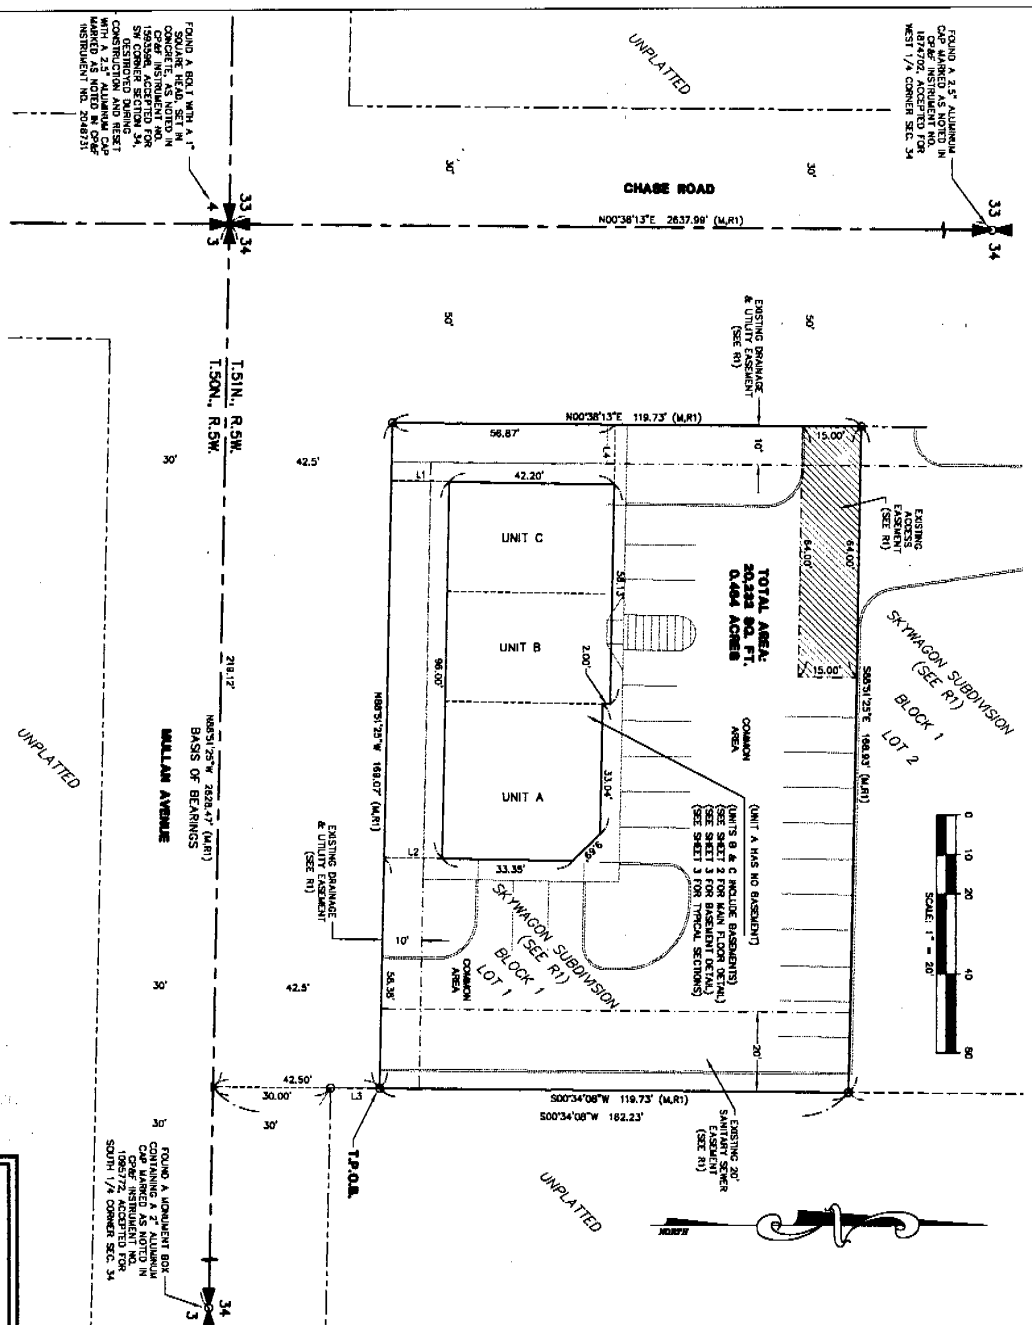 FOUND A 2.5" ALUMINUM
CAP MARKED AS NOTED IN
CP&F INSTRUMENT NO.
1874702, ACCEPTED FOR
WEST 1/4 CORNER SEC. 34
33
34
UNPLATTED
FOUND A BOLT WITH A 1"
SQUARE HEAD, SET IN
CONCRETE, AS NOTED IN
CP&F INSTRUMENT NO.
1593598, ACCEPTED FOR
SW CORNER SECTION 34,
DESTROYED DURING
CONSTRUCTION AND RESET
WITH A 2.5" ALUMINUM CAP
MARKED AS NOTED IN CP&F
INSTRUMENT NO. 2048731
33
34
4
3
30'
30'
CHASE ROAD
N00°38'13"E 2637.99' (M,R1)
50'
50'
EXISTING DRAINAGE
& UTILITY EASEMENT
(SEE R1)
N00°38'13"E 119.73' (M,R1)
56.87'
L4
10'
15.00'
T.51N., R.5W.
T.50N., R.5W.
30'
42.5'
L1
42.20'
UNIT C
58.13'
UNIT B
2.00'
96.00'
UNIT A
33.04'
9.69'
33.35'
L2
EXISTING
ACCESS
EASEMENT
(SEE R1)
64.00'
64.00'
15.00'
TOTAL AREA:
20,232 SQ. FT.
0.464 ACRES
SKYWAGON SUBDIVISION
(SEE R1)
BLOCK 1
LOT 2
S88°51'25"E 168.93' (M,R1)
COMMON
AREA
(UNIT A HAS NO BASEMENT)
(UNITS B & C INCLUDE BASEMENTS)
(SEE SHEET 2 FOR MAIN FLOOR DETAIL)
(SEE SHEET 3 FOR BASEMENT DETAIL)
(SEE SHEET 3 FOR TYPICAL SECTIONS)
0
10
20
40
60
SCALE: 1" = 20'
219.12'
N88°51'25"W 2628.47' (M,R1)
BASIS OF BEARINGS
MULLAN AVENUE
UNPLATTED
N88°51'25"W 169.07' (M,R1)
EXISTING DRAINAGE
& UTILITY EASEMENT
(SEE R1)
10'
56.38'
SKYWAGON SUBDIVISION
(SEE R1)
BLOCK 1
LOT 1
COMMON
AREA
30'
42.5'
20'
EXISTING 20'
SANITARY SEWER
EASEMENT
(SEE R1)
42.50'
30.00'
L3
S00°34'08"W 119.73' (M,R1)
S00°34'08"W 162.23'
30'
30'
T.P.O.B.
UNPLATTED
NORTH
FOUND A MONUMENT BOX
CONTAINING A 2" ALUMINUM
CAP MARKED AS NOTED IN
CP&F INSTRUMENT NO.
1095772, ACCEPTED FOR
SOUTH 1/4 CORNER SEC. 34
34
3